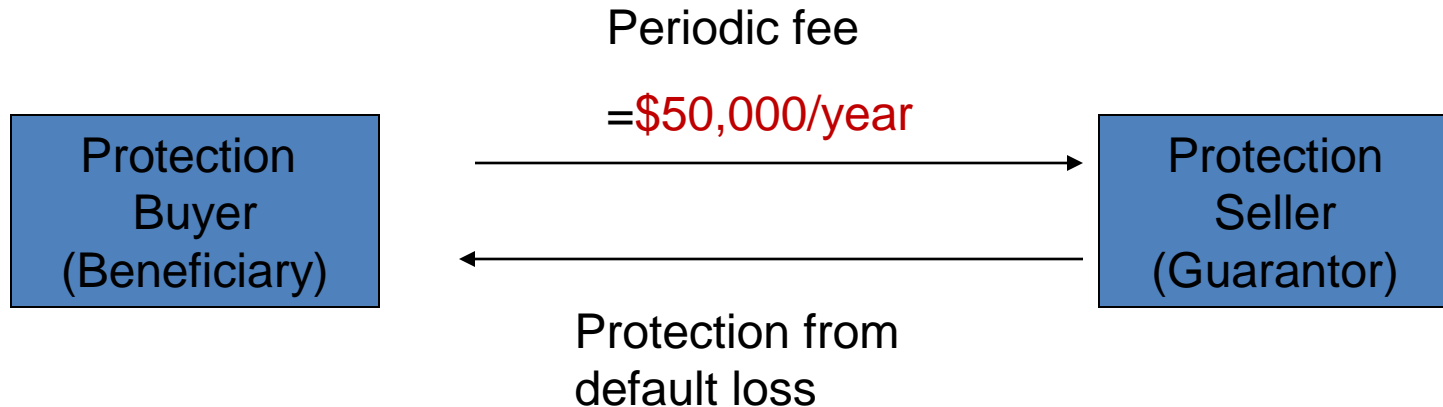 Periodic fee
=$50,000/year
Protection
Buyer
(Beneficiary)
Protection
Seller
(Guarantor)
Protection from
default loss